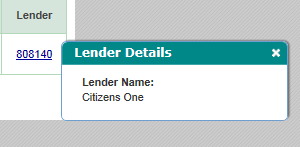 Lender
808140
Lender Details ×
Lender Name:
Citizens One